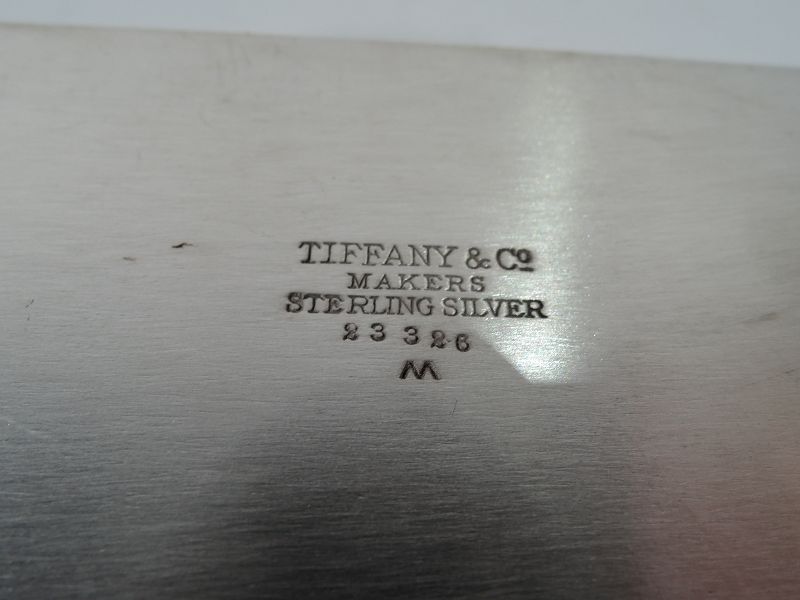 TIFFANY & Cº
MAKERS
STERLING SILVER
23326
M